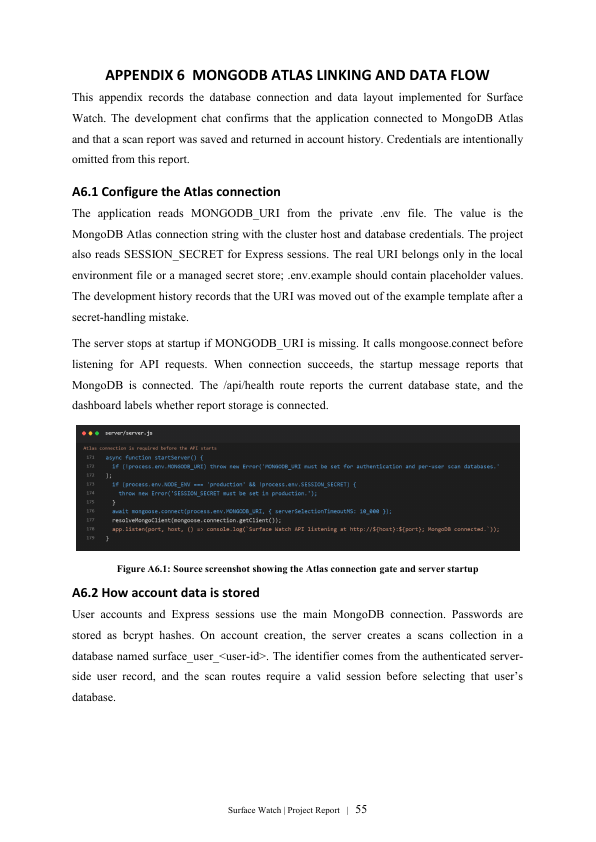 APPENDIX 6 MONGODB ATLAS LINKING AND DATA FLOW
This appendix records the database connection and data layout implemented for Surface
Watch. The development chat confirms that the application connected to MongoDB Atlas
and that a scan report was saved and returned in account history. Credentials are intentionally
omitted from this report.
A6.1 Configure the Atlas connection
The application reads MONGODB_URI from the private .env file. The value is the
MongoDB Atlas connection string with the cluster host and database credentials. The project
also reads SESSION_SECRET for Express sessions. The real URI belongs only in the local
environment file or a managed secret store; .env.example should contain placeholder values.
The development history records that the URI was moved out of the example template after a
secret-handling mistake.
The server stops at startup if MONGODB_URI is missing. It calls mongoose.connect before
listening for API requests. When connection succeeds, the startup message reports that
MongoDB is connected. The /api/health route reports the current database state, and the
dashboard labels whether report storage is connected.
server/server.js
Atlas connection is required before the API starts
171 async function startServer() {
172 if (!process.env.MONGODB_URI) throw new Error('MONGODB_URI must be set for authentication and per-user scan databases.'
172 );
173 if (process.env.NODE_ENV === 'production' && !process.env.SESSION_SECRET) {
174 throw new Error('SESSION_SECRET must be set in production.');
175 }
176 await mongoose.connect(process.env.MONGODB_URI, { serverSelectionTimeoutMS: 10_000 });
177 resolveMongoClient(mongoose.connection.getClient());
178 app.listen(port, host, () => console.log(`Surface Watch API listening at http://${host}:${port}; MongoDB connected.`));
179 }
Figure A6.1: Source screenshot showing the Atlas connection gate and server startup
A6.2 How account data is stored
User accounts and Express sessions use the main MongoDB connection. Passwords are
stored as bcrypt hashes. On account creation, the server creates a scans collection in a
database named surface_user_<user-id>. The identifier comes from the authenticated server-
side user record, and the scan routes require a valid session before selecting that user's
database.
Surface Watch | Project Report | 55